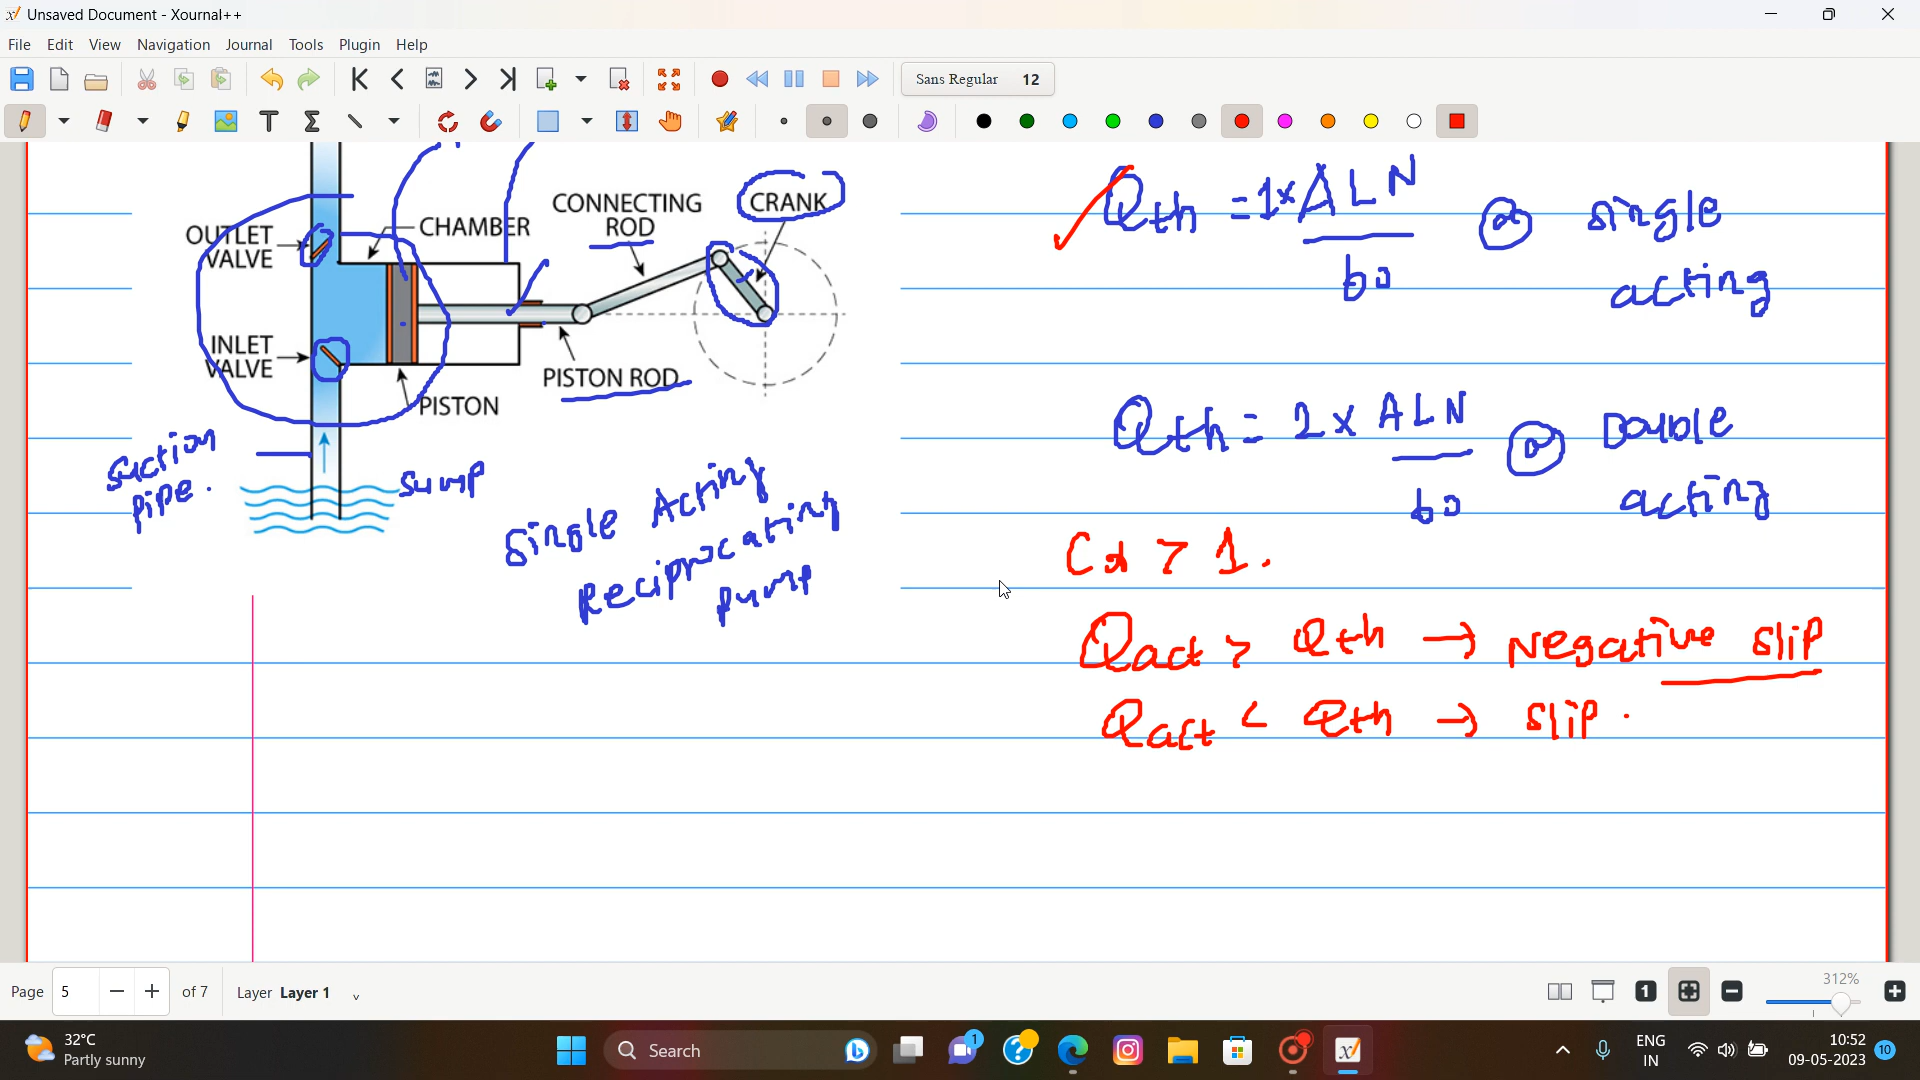 Unsaved Document - Xournal++
File Edit View Navigation Journal Tools Plugin Help
Sans Regular 12
OUTLET
VALVE
CHAMBER
CONNECTING
ROD
CRANK
INLET
VALVE
PISTON ROD
PISTON
Suction
pipe.
Sump
Single Acting
Reciprocating
pump
Qth = 1x ALN
60
@ single
acting
Qth = 2 x ALN
60
@ Double
acting
Cd > 1.
Qact > Qth → Negative slip
Qact < Qth → slip.
Page 5 of 7 Layer Layer 1
312%
32°C
Partly sunny
Search
1
ENG
IN
10:52
09-05-2023
10